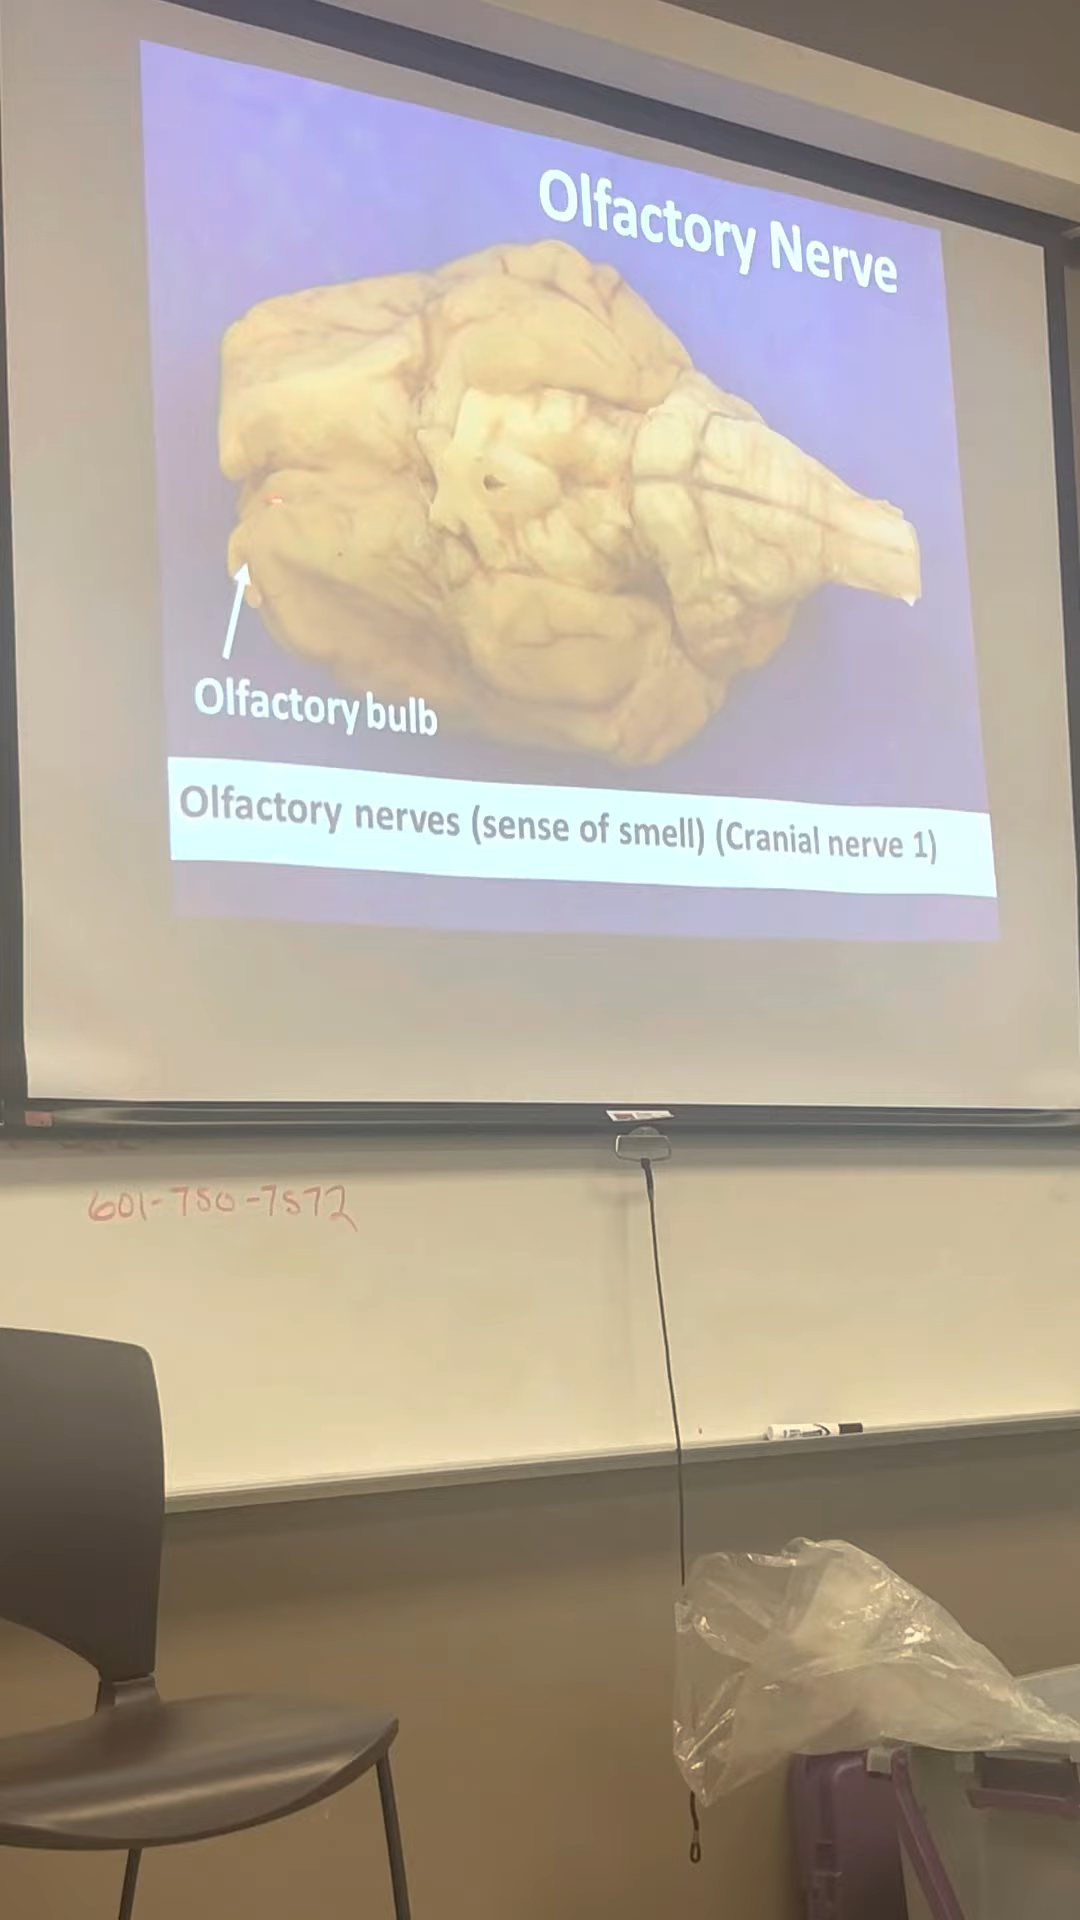 Olfactory Nerve
Olfactory bulb
Olfactory nerves (sense of smell) (Cranial nerve 1)
601-750-7572